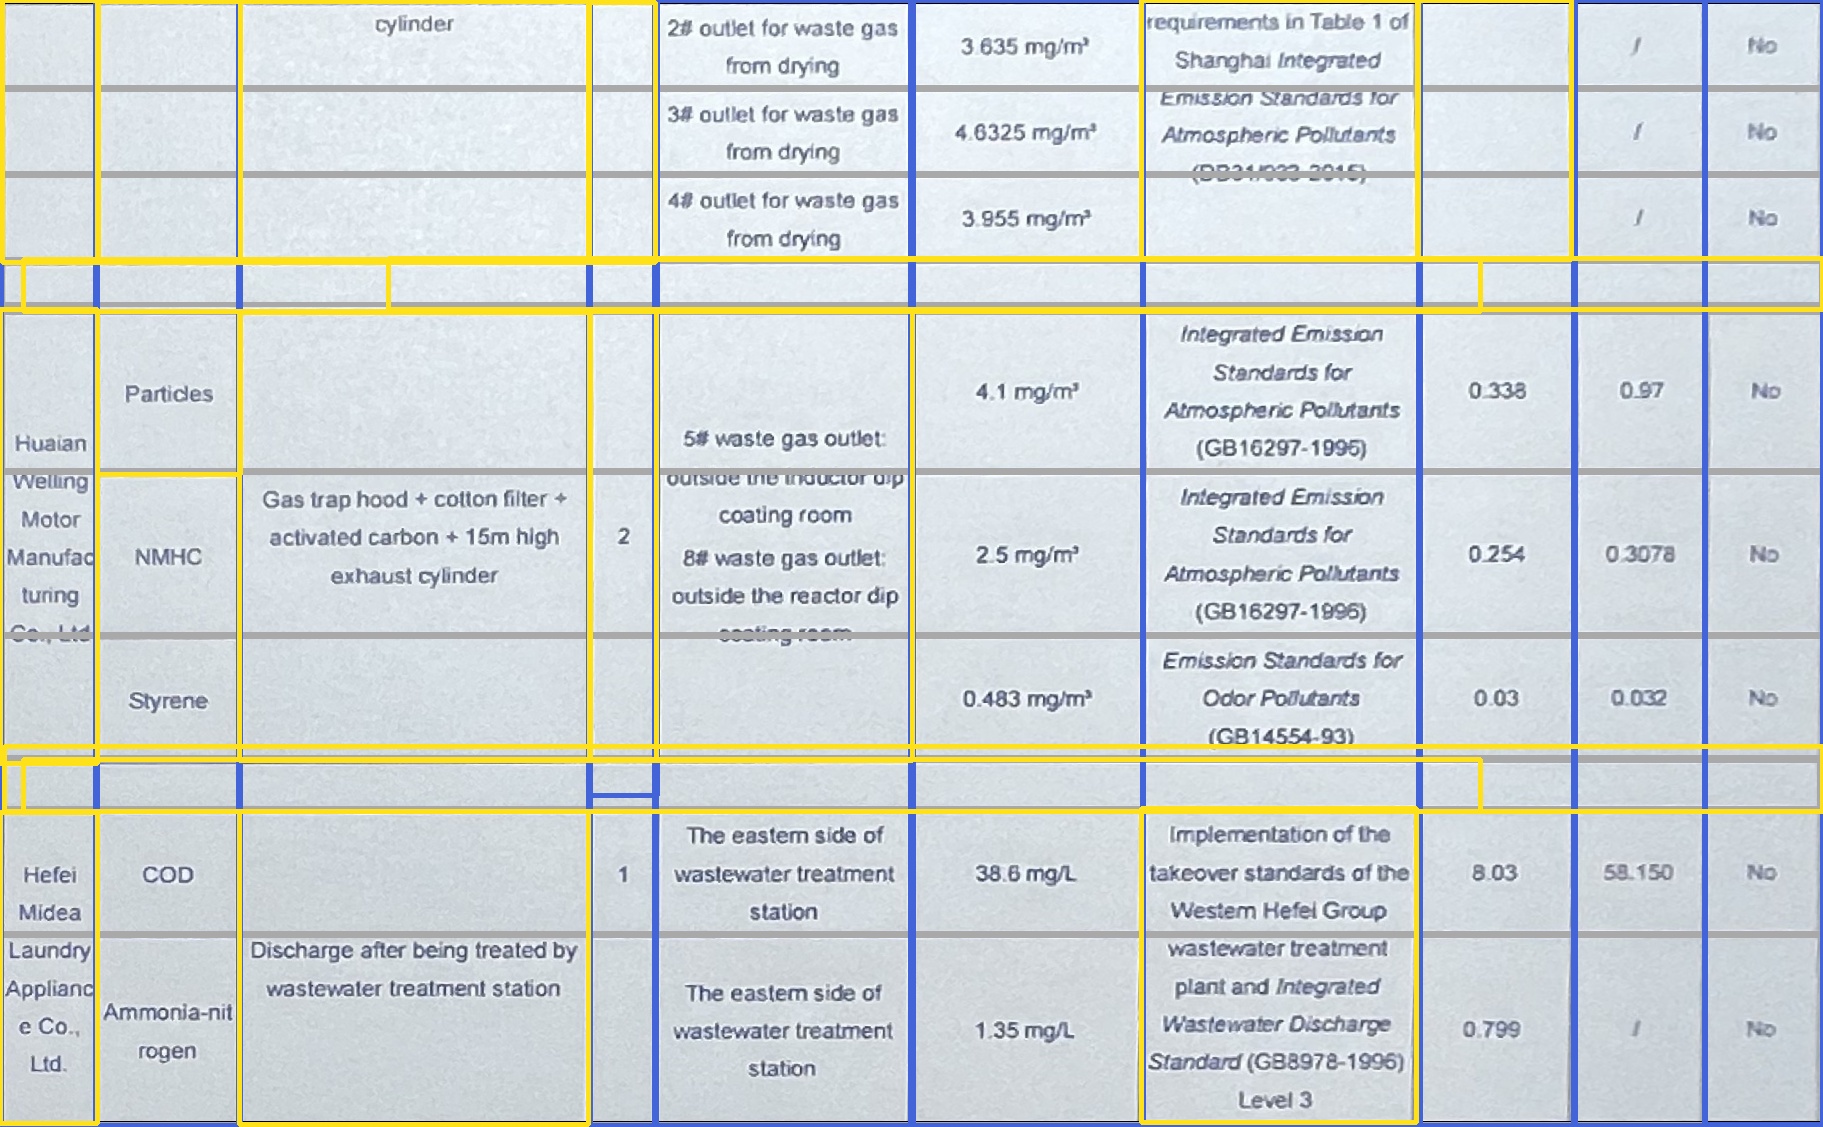 cylinder
2# outlet for waste gas
from drying
3.635 mg/m³
requirements in Table 1 of
Shanghai Integrated
/
No
3# outlet for waste gas
from drying
4.6325 mg/m³
Emission Standards for
Atmospheric Pollutants
(DB31/933-2015)
/
No
4# outlet for waste gas
from drying
3.955 mg/m³
/
No
Huaian
Welling
Motor
Manufac
turing
Co., Ltd
Particles
4.1 mg/m³
Integrated Emission
Standards for
Atmospheric Pollutants
(GB16297-1996)
0.338
0.97
No
Gas trap hood + cotton filter +
activated carbon + 15m high
exhaust cylinder
2
5# waste gas outlet:
outside the inductor dip
coating room
8# waste gas outlet:
outside the reactor dip
coating room
NMHC
2.5 mg/m³
Integrated Emission
Standards for
Atmospheric Pollutants
(GB16297-1996)
0.254
0.3078
No
Styrene
0.483 mg/m³
Emission Standards for
Odor Pollutants
(GB14554-93)
0.03
0.032
No
Hefei
Midea
Laundry
Applianc
e Co.,
Ltd.
COD
Discharge after being treated by
wastewater treatment station
1
The eastern side of
wastewater treatment
station
38.6 mg/L
Implementation of the
takeover standards of the
Western Hefei Group
wastewater treatment
plant and Integrated
Wastewater Discharge
Standard (GB8978-1996)
Level 3
8.03
58.150
No
Ammonia-nit
rogen
The eastern side of
wastewater treatment
station
1.35 mg/L
0.799
/
No